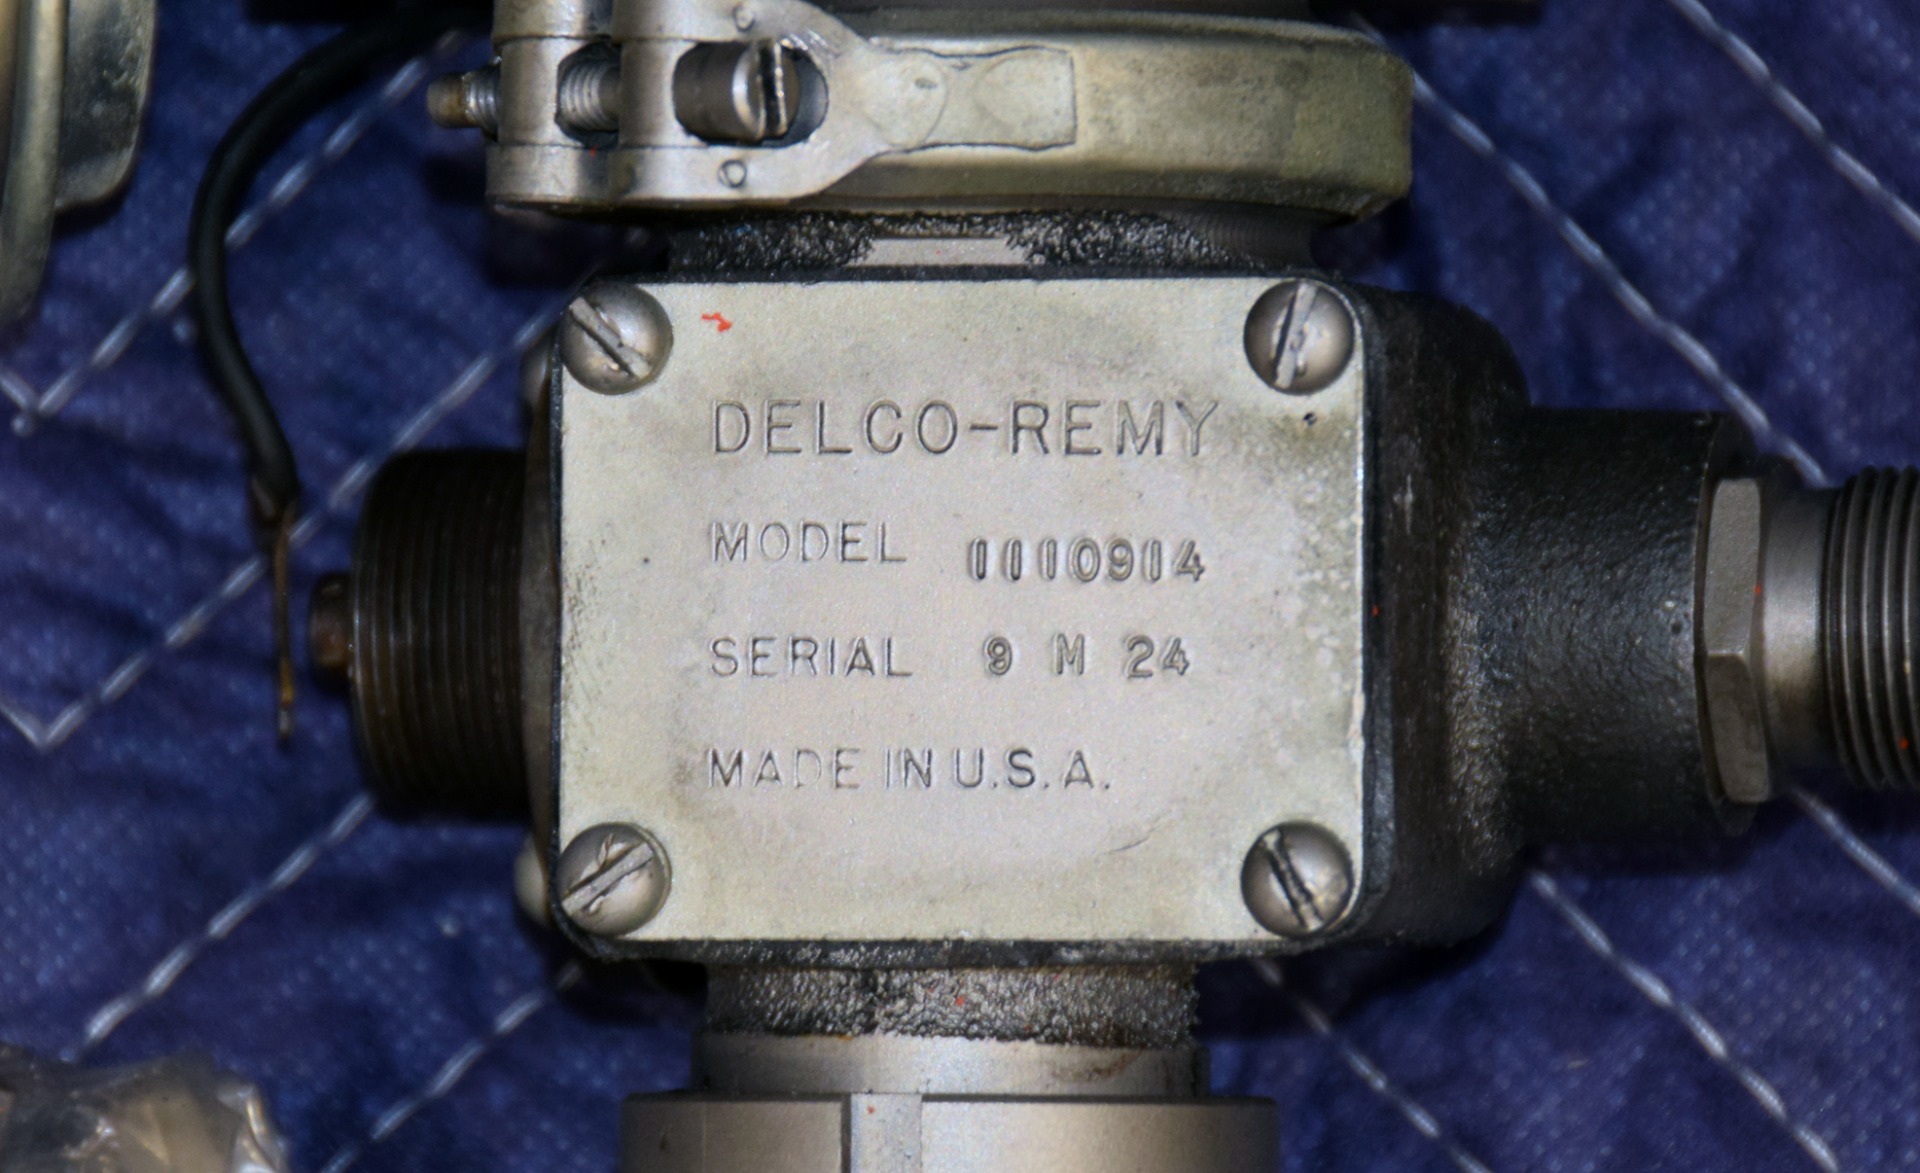 DELCO-REMY
MODEL 1110914
SERIAL 9 M 24
MADE IN U.S.A.